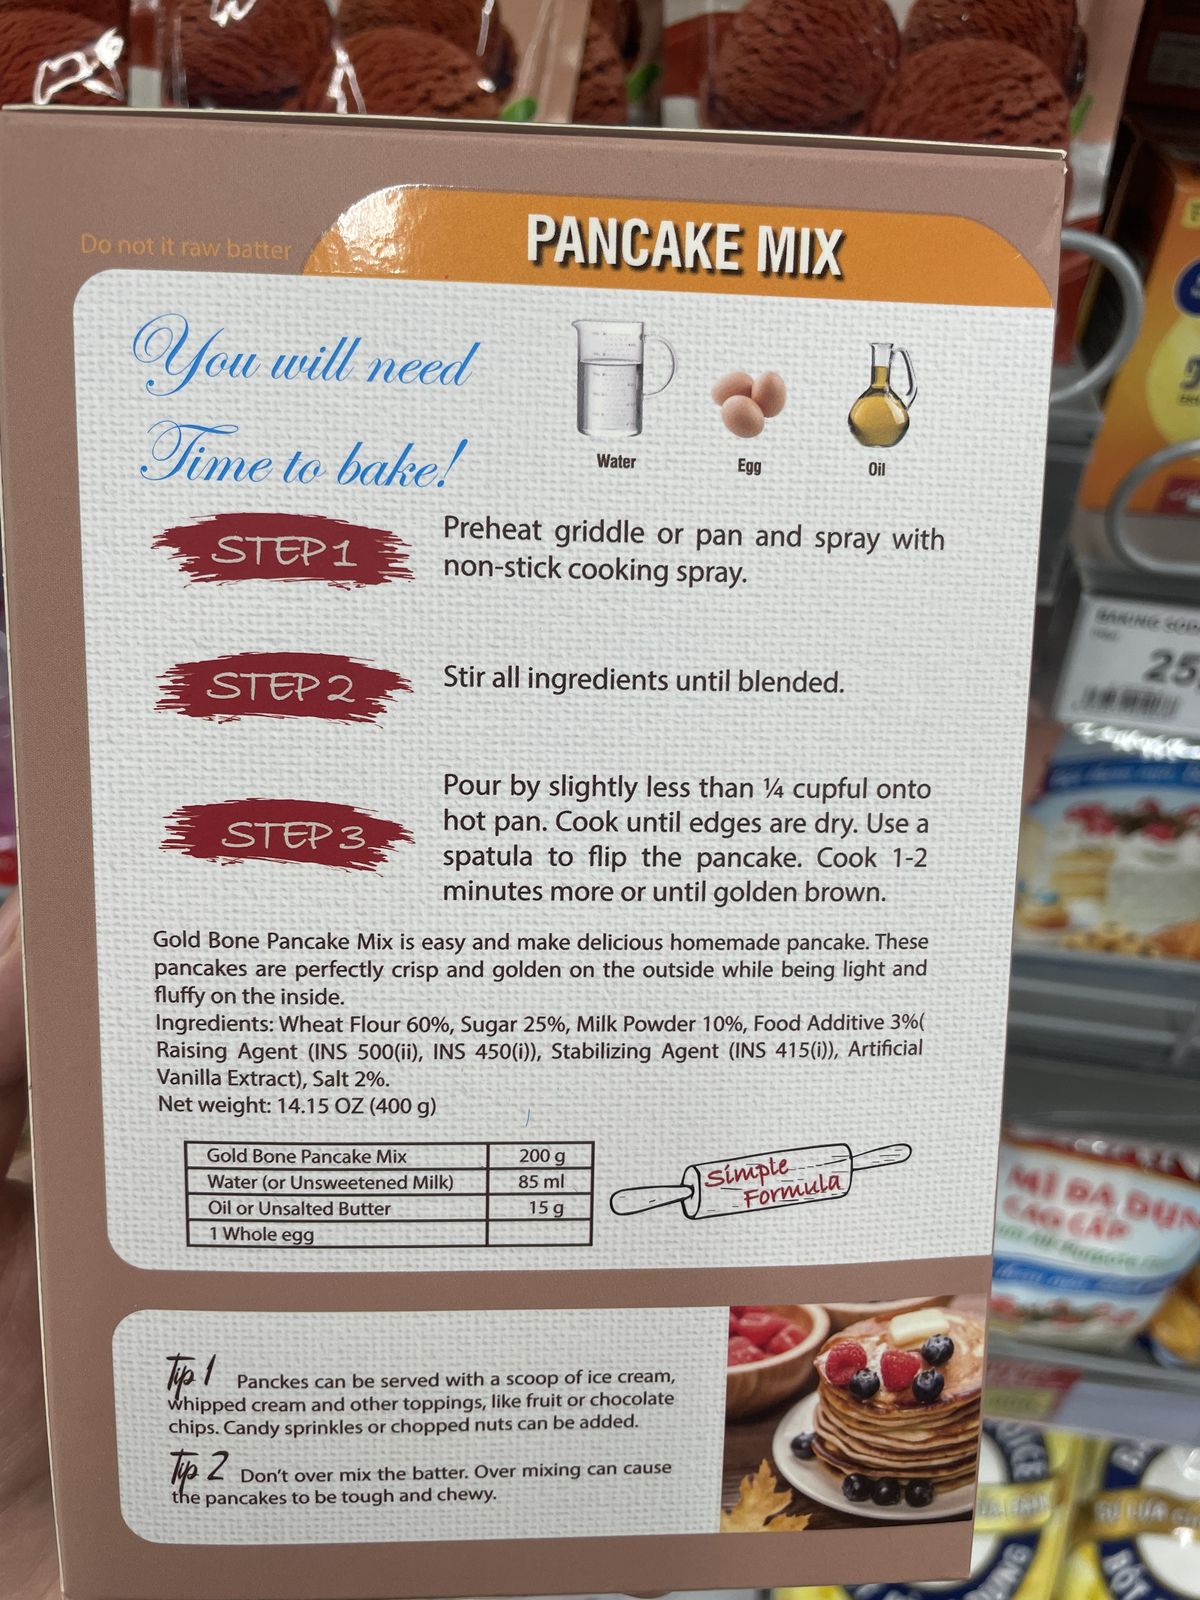 Do not it raw batter
PANCAKE MIX
You will need
Time to bake!
Water
Egg
Oil
STEP 1
Preheat griddle or pan and spray with
non-stick cooking spray.
STEP 2
Stir all ingredients until blended.
STEP 3
Pour by slightly less than ¼ cupful onto
hot pan. Cook until edges are dry. Use a
spatula to flip the pancake. Cook 1-2
minutes more or until golden brown.
Gold Bone Pancake Mix is easy and make delicious homemade pancake. These
pancakes are perfectly crisp and golden on the outside while being light and
fluffy on the inside.
Ingredients: Wheat Flour 60%, Sugar 25%, Milk Powder 10%, Food Additive 3%(
Raising Agent (INS 500(ii), INS 450(i)), Stabilizing Agent (INS 415(i)), Artificial
Vanilla Extract), Salt 2%.
Net weight: 14.15 OZ (400 g)
Gold Bone Pancake Mix 200 g
Water (or Unsweetened Milk) 85 ml
Oil or Unsalted Butter 15 g
1 Whole egg
Simple
Formula
Tip 1 Panckes can be served with a scoop of ice cream,
whipped cream and other toppings, like fruit or chocolate
chips. Candy sprinkles or chopped nuts can be added.
Tip 2 Don't over mix the batter. Over mixing can cause
the pancakes to be tough and chewy.
BAKING SOD
25
MÌ ĐA DỤN
CAO CẤP
BỘT